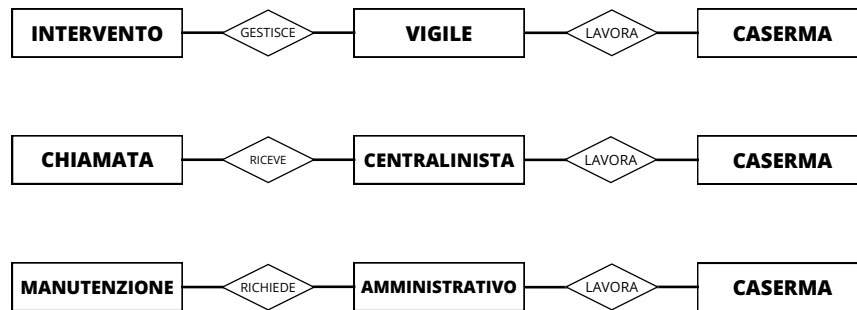 INTERVENTO GESTISCE VIGILE LAVORA CASERMA
CHIAMATA RICEVE CENTRALINISTA LAVORA CASERMA
MANUTENZIONE RICHIEDE AMMINISTRATIVO LAVORA CASERMA